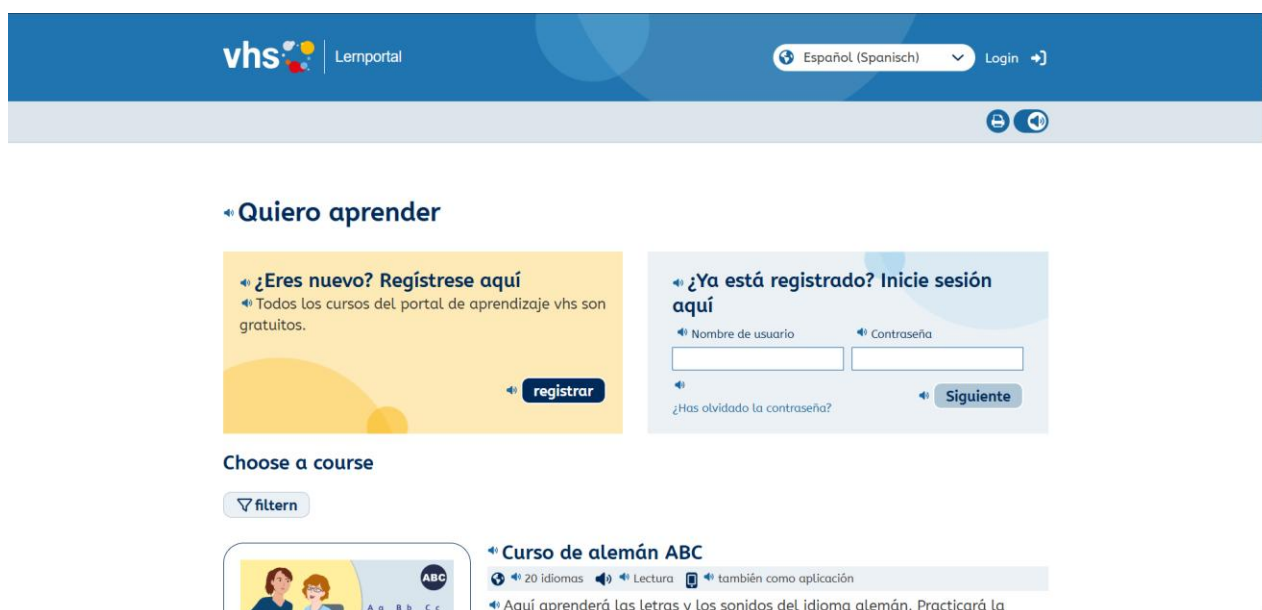 vhs Lernportal
Español (Spanisch) Login
Quiero aprender
¿Eres nuevo? Regístrese aquí
Todos los cursos del portal de aprendizaje vhs son
gratuitos.
registrar
¿Ya está registrado? Inicie sesión
aquí
Nombre de usuario Contraseña
¿Has olvidado la contraseña?
Siguiente
Choose a course
filtern
ABC
A a B b C c
Curso de alemán ABC
20 idiomas Lectura también como aplicación
Aquí aprenderá las letras y los sonidos del idioma alemán. Practicará la